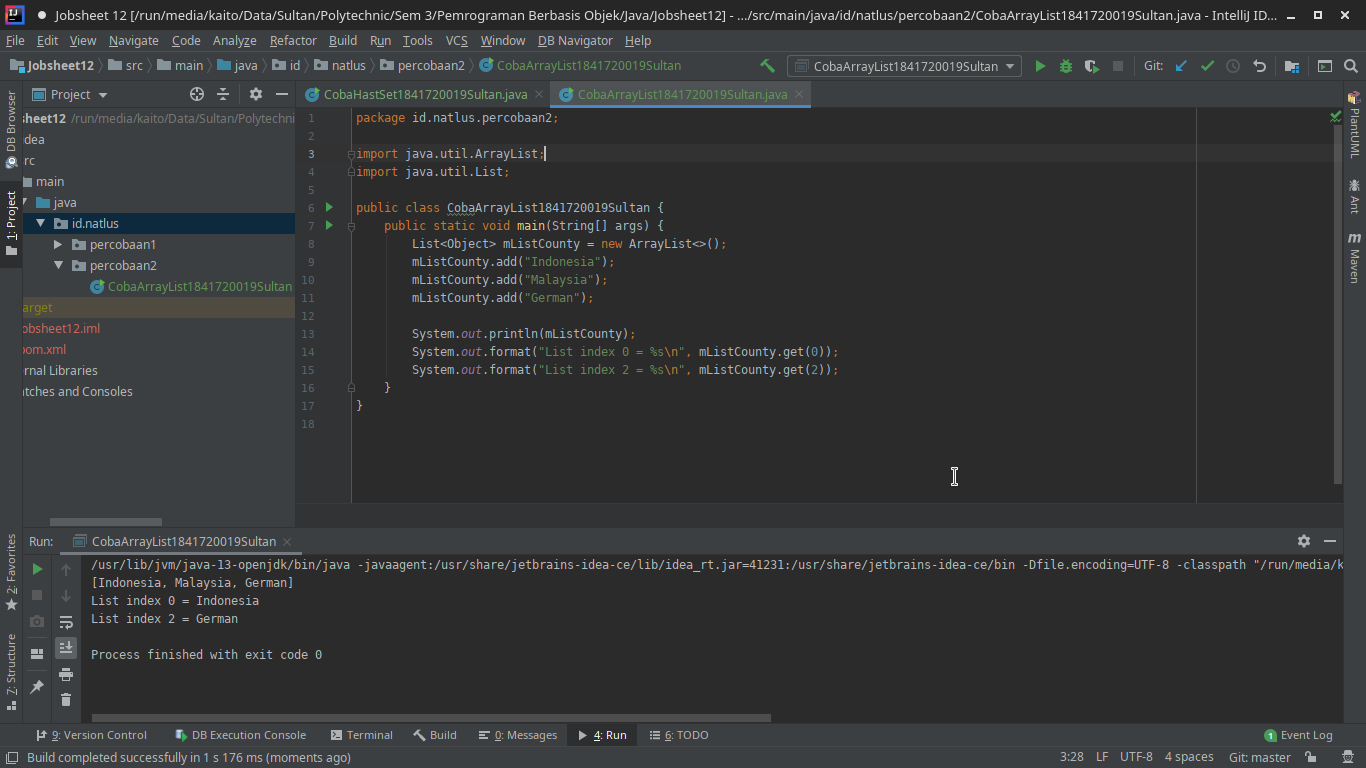 Jobsheet 12 [/run/media/kaito/Data/Sultan/Polytechnic/Sem 3/Pemrograman Berbasis Objek/Java/Jobsheet12] - .../src/main/java/id/natlus/percobaan2/CobaArrayList1841720019Sultan.java - IntelliJ ID...
File Edit View Navigate Code Analyze Refactor Build Run Tools VCS Window DB Navigator Help
Jobsheet12 src main java id natlus percobaan2 CobaArrayList1841720019Sultan
CobaArrayList1841720019Sultan Git:
Project
CobaHastSet1841720019Sultan.java CobaArrayList1841720019Sultan.java
DB Browser
1: Project
2: Favorites
7: Structure
sheet12 /run/media/kaito/Data/Sultan/Polytechni
idea
src
main
java
id.natlus
percobaan1
percobaan2
CobaArrayList1841720019Sultan
arget
obsheet12.iml
pom.xml
ernal Libraries
tches and Consoles
1 package id.natlus.percobaan2;
2
3 import java.util.ArrayList;
4 import java.util.List;
5
6 public class CobaArrayList1841720019Sultan {
7 public static void main(String[] args) {
8 List<Object> mListCounty = new ArrayList<>();
9 mListCounty.add("Indonesia");
10 mListCounty.add("Malaysia");
11 mListCounty.add("German");
12
13 System.out.println(mListCounty);
14 System.out.format("List index 0 = %s\n", mListCounty.get(0));
15 System.out.format("List index 2 = %s\n", mListCounty.get(2));
16 }
17 }
18
PlantUML
Ant
Maven
Run: CobaArrayList1841720019Sultan
/usr/lib/jvm/java-13-openjdk/bin/java -javaagent:/usr/share/jetbrains-idea-ce/lib/idea_rt.jar=41231:/usr/share/jetbrains-idea-ce/bin -Dfile.encoding=UTF-8 -classpath "/run/media/k
[Indonesia, Malaysia, German]
List index 0 = Indonesia
List index 2 = German
Process finished with exit code 0
9: Version Control DB Execution Console Terminal Build 0: Messages 4: Run 6: TODO 1 Event Log
Build completed successfully in 1 s 176 ms (moments ago) 3:28 LF UTF-8 4 spaces Git: master